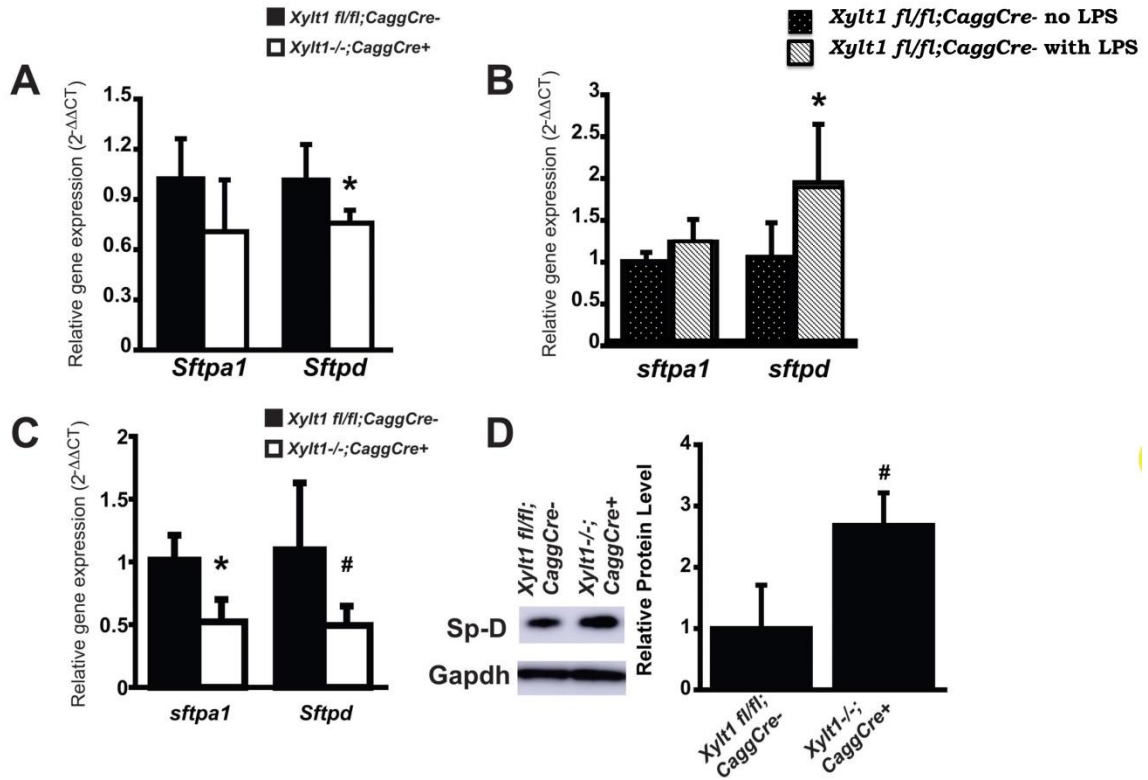 A
Xylt1 fl/fl;CaggCre-
Xylt1-/-;CaggCre+
Relative gene expression (2-ΔΔCT)
1.5
1.2
0.9
0.6
0.3
0
*
Sftpa1 Sftpd
B
Xylt1 fl/fl;CaggCre- no LPS
Xylt1 fl/fl;CaggCre- with LPS
Relative gene expression (2-ΔΔCT)
3
2.5
2
1.5
1
0.5
0
*
sftpa1 sftpd
C
Xylt1 fl/fl;CaggCre-
Xylt1-/-;CaggCre+
Relative gene expression (2-ΔΔCT)
2
1.5
1
0.5
0
* #
sftpa1 Sftpd
D
Xylt1 fl/fl;
CaggCre-
Xylt1-/-;
CaggCre+
Sp-D
Gapdh
Relative Protein Level
4
3
2
1
0
#
Xylt1 fl/fl;
CaggCre-
Xylt1-/-;
CaggCre+